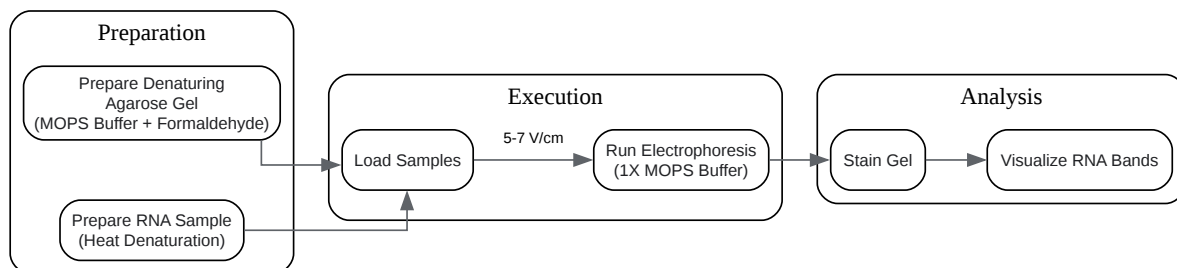 Preparation
Prepare Denaturing
Agarose Gel
(MOPS Buffer + Formaldehyde)
Prepare RNA Sample
(Heat Denaturation)
Execution
Load Samples
5-7 V/cm
Run Electrophoresis
(1X MOPS Buffer)
Analysis
Stain Gel
Visualize RNA Bands